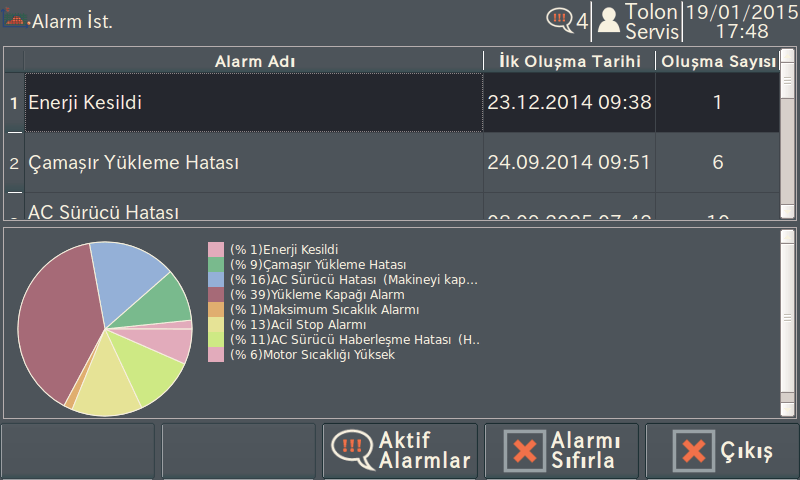 Alarm İst.
!!! 4
Tolon
Servis
19/01/2015
17:48
Alarm Adı İlk Oluşma Tarihi Oluşma Sayısı
1 Enerji Kesildi 23.12.2014 09:38 1
2 Çamaşır Yükleme Hatası 24.09.2014 09:51 6
AC Sürücü Hatası
(% 1)Enerji Kesildi
(% 9)Çamaşır Yükleme Hatası
(% 16)AC Sürücü Hatası (Makineyi kap...
(% 39)Yükleme Kapağı Alarm
(% 1)Maksimum Sıcaklık Alarmı
(% 13)Acil Stop Alarmı
(% 11)AC Sürücü Haberleşme Hatası (H..
(% 6)Motor Sıcaklığı Yüksek
!!! Aktif
Alarmlar
Alarmı
Sıfırla
Çıkış